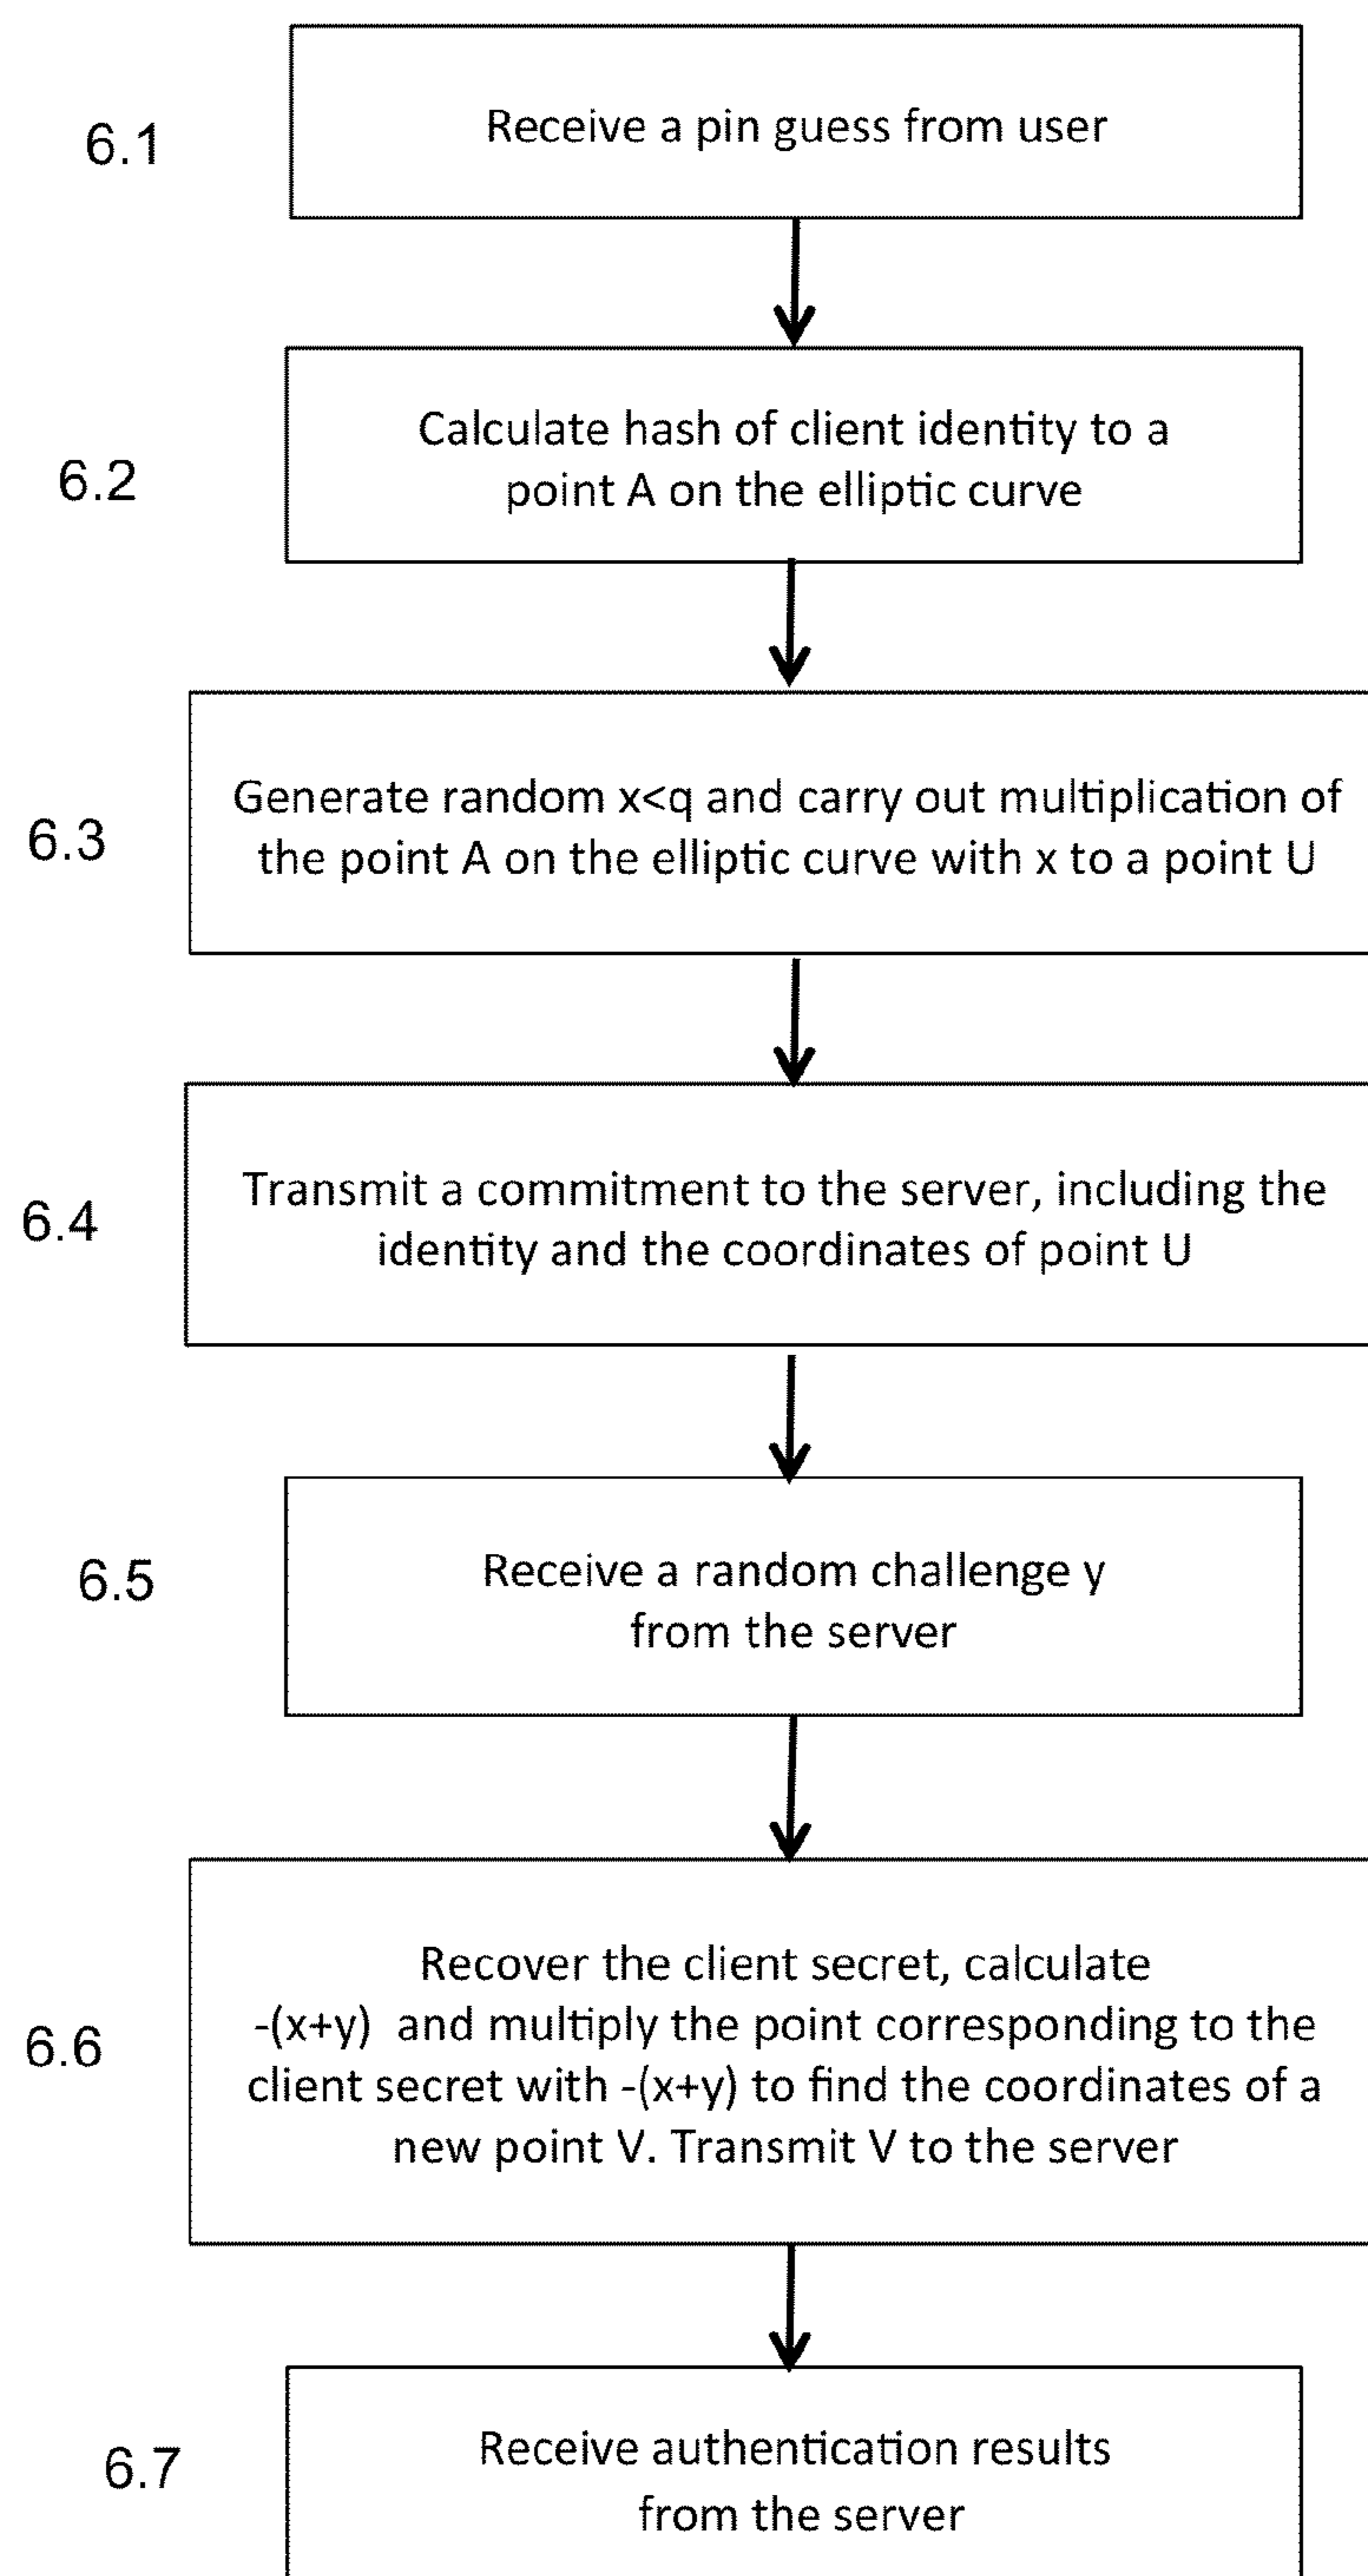 6.1
Receive a pin guess from user
6.2
Calculate hash of client identity to a
point A on the elliptic curve
6.3
Generate random x<q and carry out multiplication of
the point A on the elliptic curve with x to a point U
6.4
Transmit a commitment to the server, including the
identity and the coordinates of point U
6.5
Receive a random challenge y
from the server
6.6
Recover the client secret, calculate
-(x+y) and multiply the point corresponding to the
client secret with -(x+y) to find the coordinates of a
new point V. Transmit V to the server
6.7
Receive authentication results
from the server